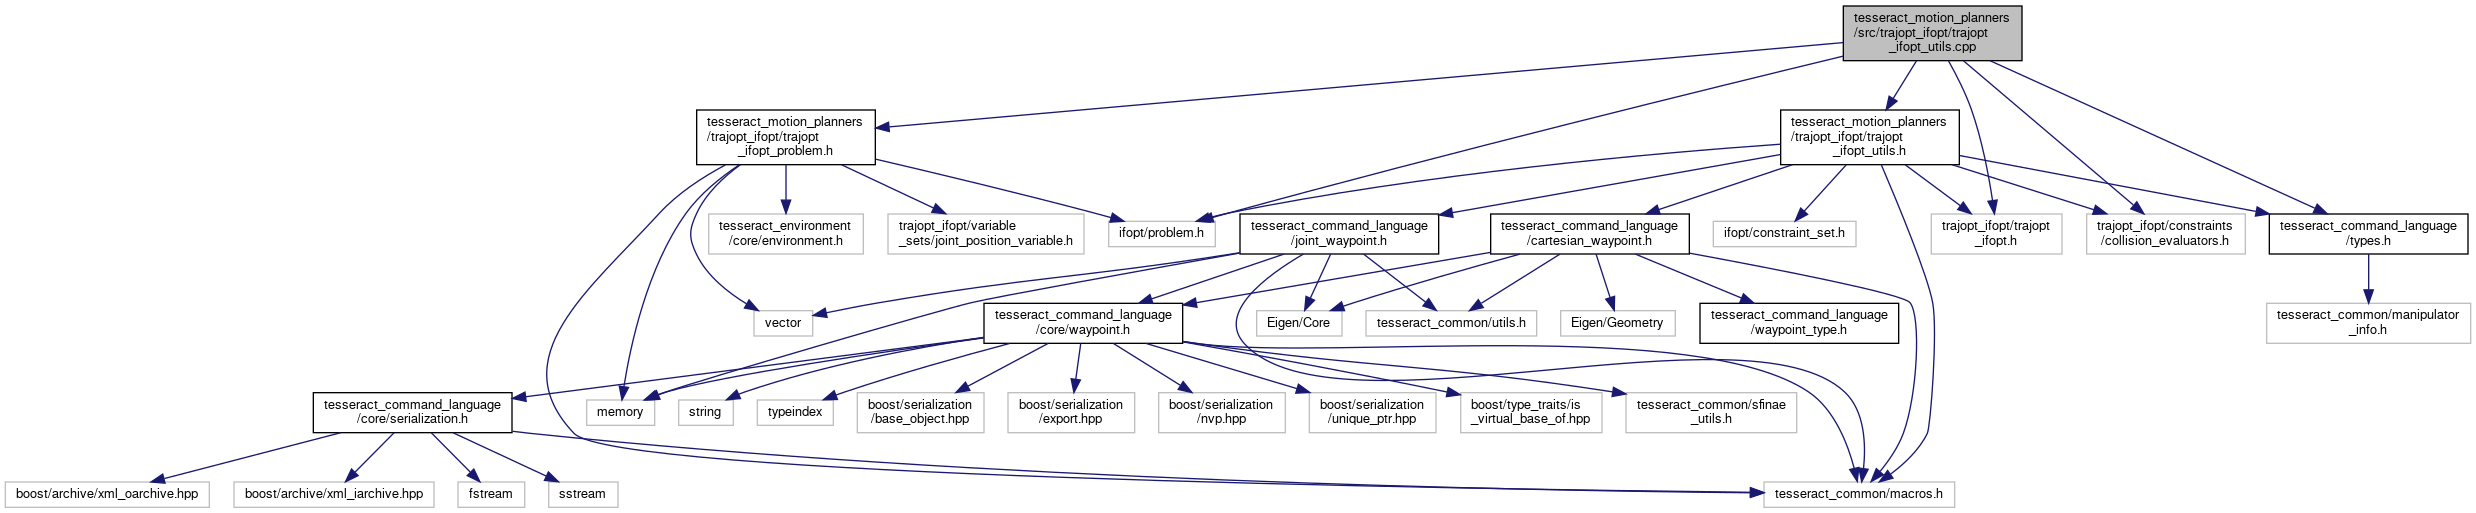 tesseract_motion_planners
/src/trajopt_ifopt/trajopt
_ifopt_utils.cpp
tesseract_motion_planners
/trajopt_ifopt/trajopt
_ifopt_problem.h
tesseract_motion_planners
/trajopt_ifopt/trajopt
_ifopt_utils.h
tesseract_environment
/core/environment.h
trajopt_ifopt/variable
_sets/joint_position_variable.h
ifopt/problem.h
tesseract_command_language
/joint_waypoint.h
tesseract_command_language
/cartesian_waypoint.h
ifopt/constraint_set.h
trajopt_ifopt/trajopt
_ifopt.h
trajopt_ifopt/constraints
/collision_evaluators.h
tesseract_command_language
/types.h
vector
tesseract_command_language
/core/waypoint.h
Eigen/Core
tesseract_common/utils.h
Eigen/Geometry
tesseract_command_language
/waypoint_type.h
tesseract_common/manipulator
_info.h
tesseract_command_language
/core/serialization.h
memory
string
typeindex
boost/serialization
/base_object.hpp
boost/serialization
/export.hpp
boost/serialization
/nvp.hpp
boost/serialization
/unique_ptr.hpp
boost/type_traits/is
_virtual_base_of.hpp
tesseract_common/sfinae
_utils.h
boost/archive/xml_oarchive.hpp
boost/archive/xml_iarchive.hpp
fstream
sstream
tesseract_common/macros.h